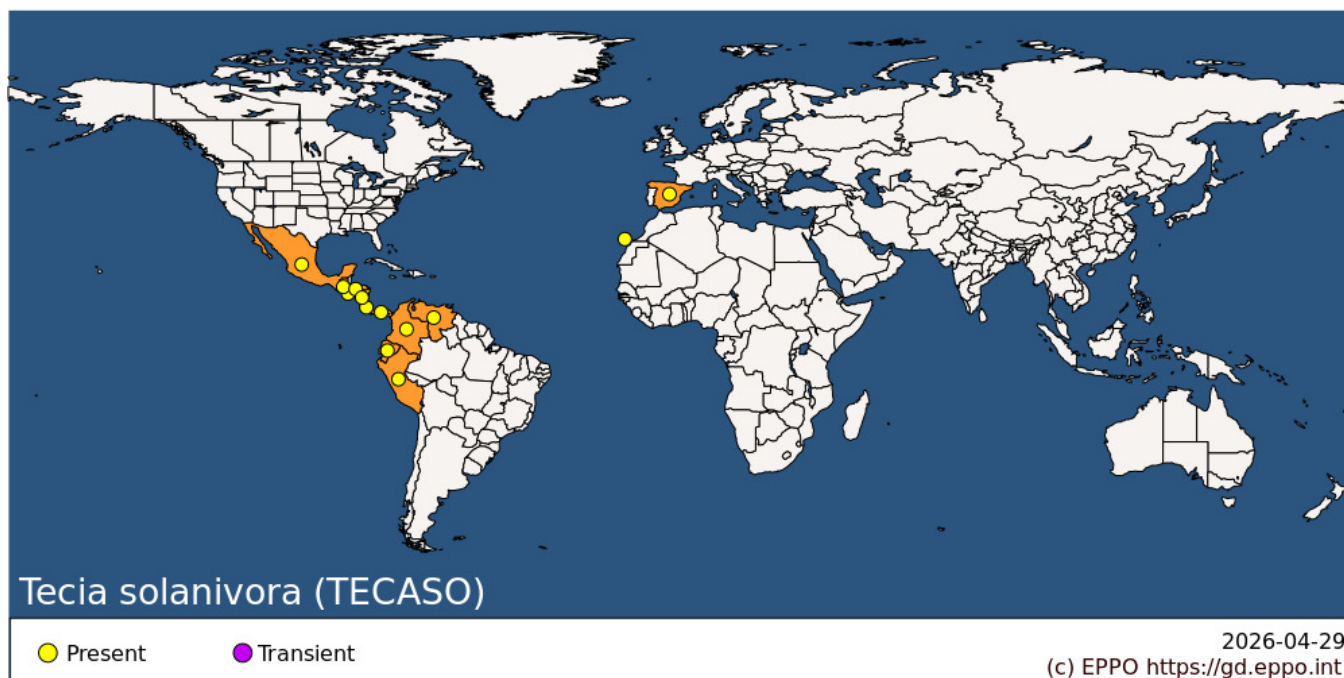 Tecia solanivora (TECASO)
Present
Transient
2026-04-29
(c) EPPO https://gd.eppo.int